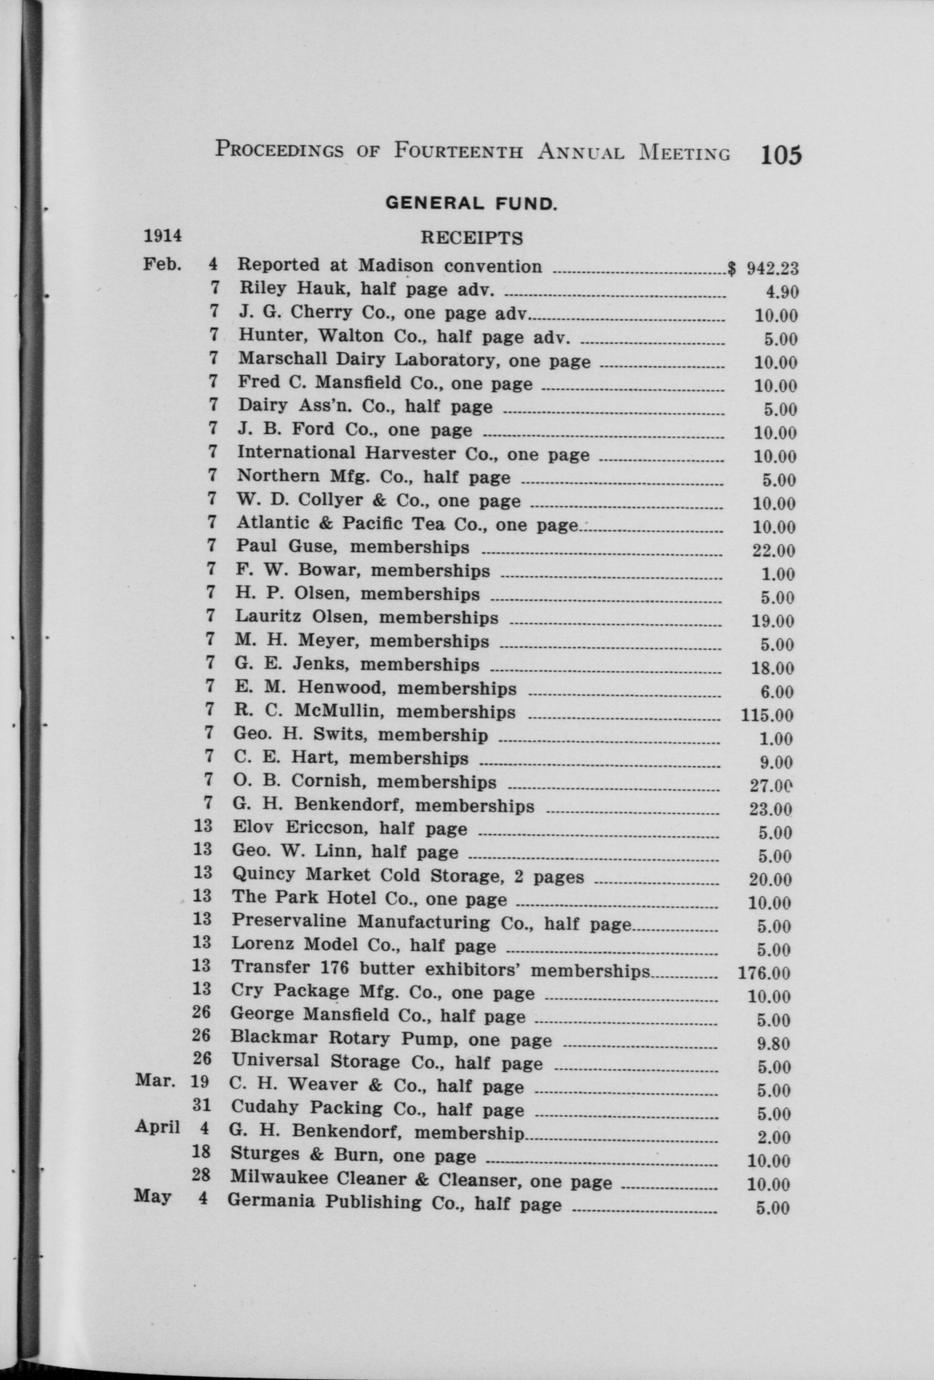 PROCEEDINGS OF FOURTEENTH ANNUAL MEETING 105
GENERAL FUND.
1914 RECEIPTS
Feb. 4 Reported at Madison convention $ 942.23
7 Riley Hauk, half page adv. 4.90
7 J. G. Cherry Co., one page adv. 10.00
7 Hunter, Walton Co., half page adv. 5.00
7 Marschall Dairy Laboratory, one page 10.00
7 Fred C. Mansfield Co., one page 10.00
7 Dairy Ass'n. Co., half page 5.00
7 J. B. Ford Co., one page 10.00
7 International Harvester Co., one page 10.00
7 Northern Mfg. Co., half page 5.00
7 W. D. Collyer & Co., one page 10.00
7 Atlantic & Pacific Tea Co., one page 10.00
7 Paul Guse, memberships 22.00
7 F. W. Bowar, memberships 1.00
7 H. P. Olsen, memberships 5.00
7 Lauritz Olsen, memberships 19.00
7 M. H. Meyer, memberships 5.00
7 G. E. Jenks, memberships 18.00
7 E. M. Henwood, memberships 6.00
7 R. C. McMullin, memberships 115.00
7 Geo. H. Swits, membership 1.00
7 C. E. Hart, memberships 9.00
7 O. B. Cornish, memberships 27.00
7 G. H. Benkendorf, memberships 23.00
13 Elov Ericcson, half page 5.00
13 Geo. W. Linn, half page 5.00
13 Quincy Market Cold Storage, 2 pages 20.00
13 The Park Hotel Co., one page 10.00
13 Preservaline Manufacturing Co., half page 5.00
13 Lorenz Model Co., half page 5.00
13 Transfer 176 butter exhibitors' memberships 176.00
13 Cry Package Mfg. Co., one page 10.00
26 George Mansfield Co., half page 5.00
26 Blackmar Rotary Pump, one page 9.80
26 Universal Storage Co., half page 5.00
Mar. 19 C. H. Weaver & Co., half page 5.00
31 Cudahy Packing Co., half page 5.00
April 4 G. H. Benkendorf, membership 2.00
18 Sturges & Burn, one page 10.00
28 Milwaukee Cleaner & Cleanser, one page 10.00
May 4 Germania Publishing Co., half page 5.00